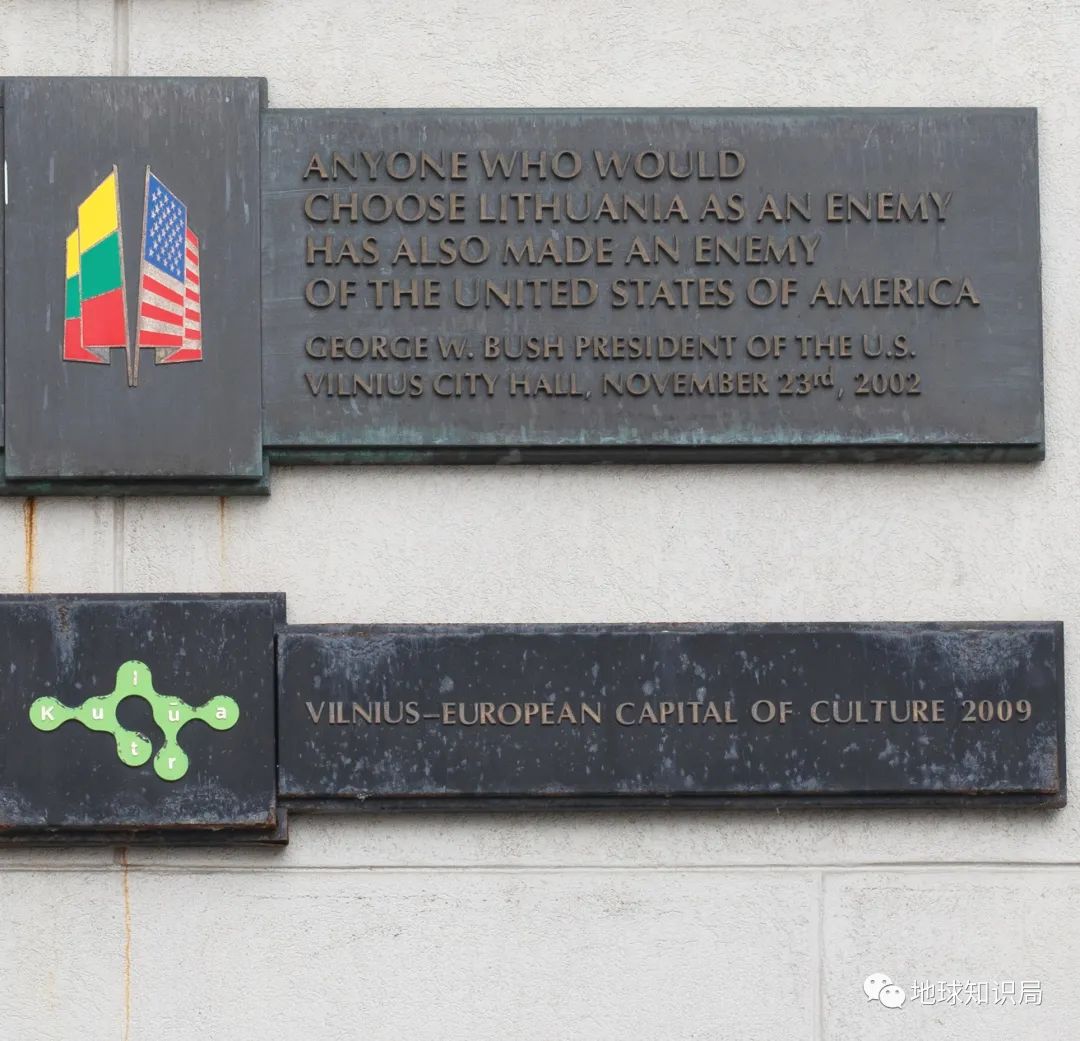 ANYONE WHO WOULD
CHOOSE LITHUANIA AS AN ENEMY
HAS ALSO MADE AN ENEMY
OF THE UNITED STATES OF AMERICA
GEORGE W. BUSH PRESIDENT OF THE U.S.
VILNIUS CITY HALL, NOVEMBER 23rd, 2002
Kultūra
VILNIUS–EUROPEAN CAPITAL OF CULTURE 2009
地球知识局